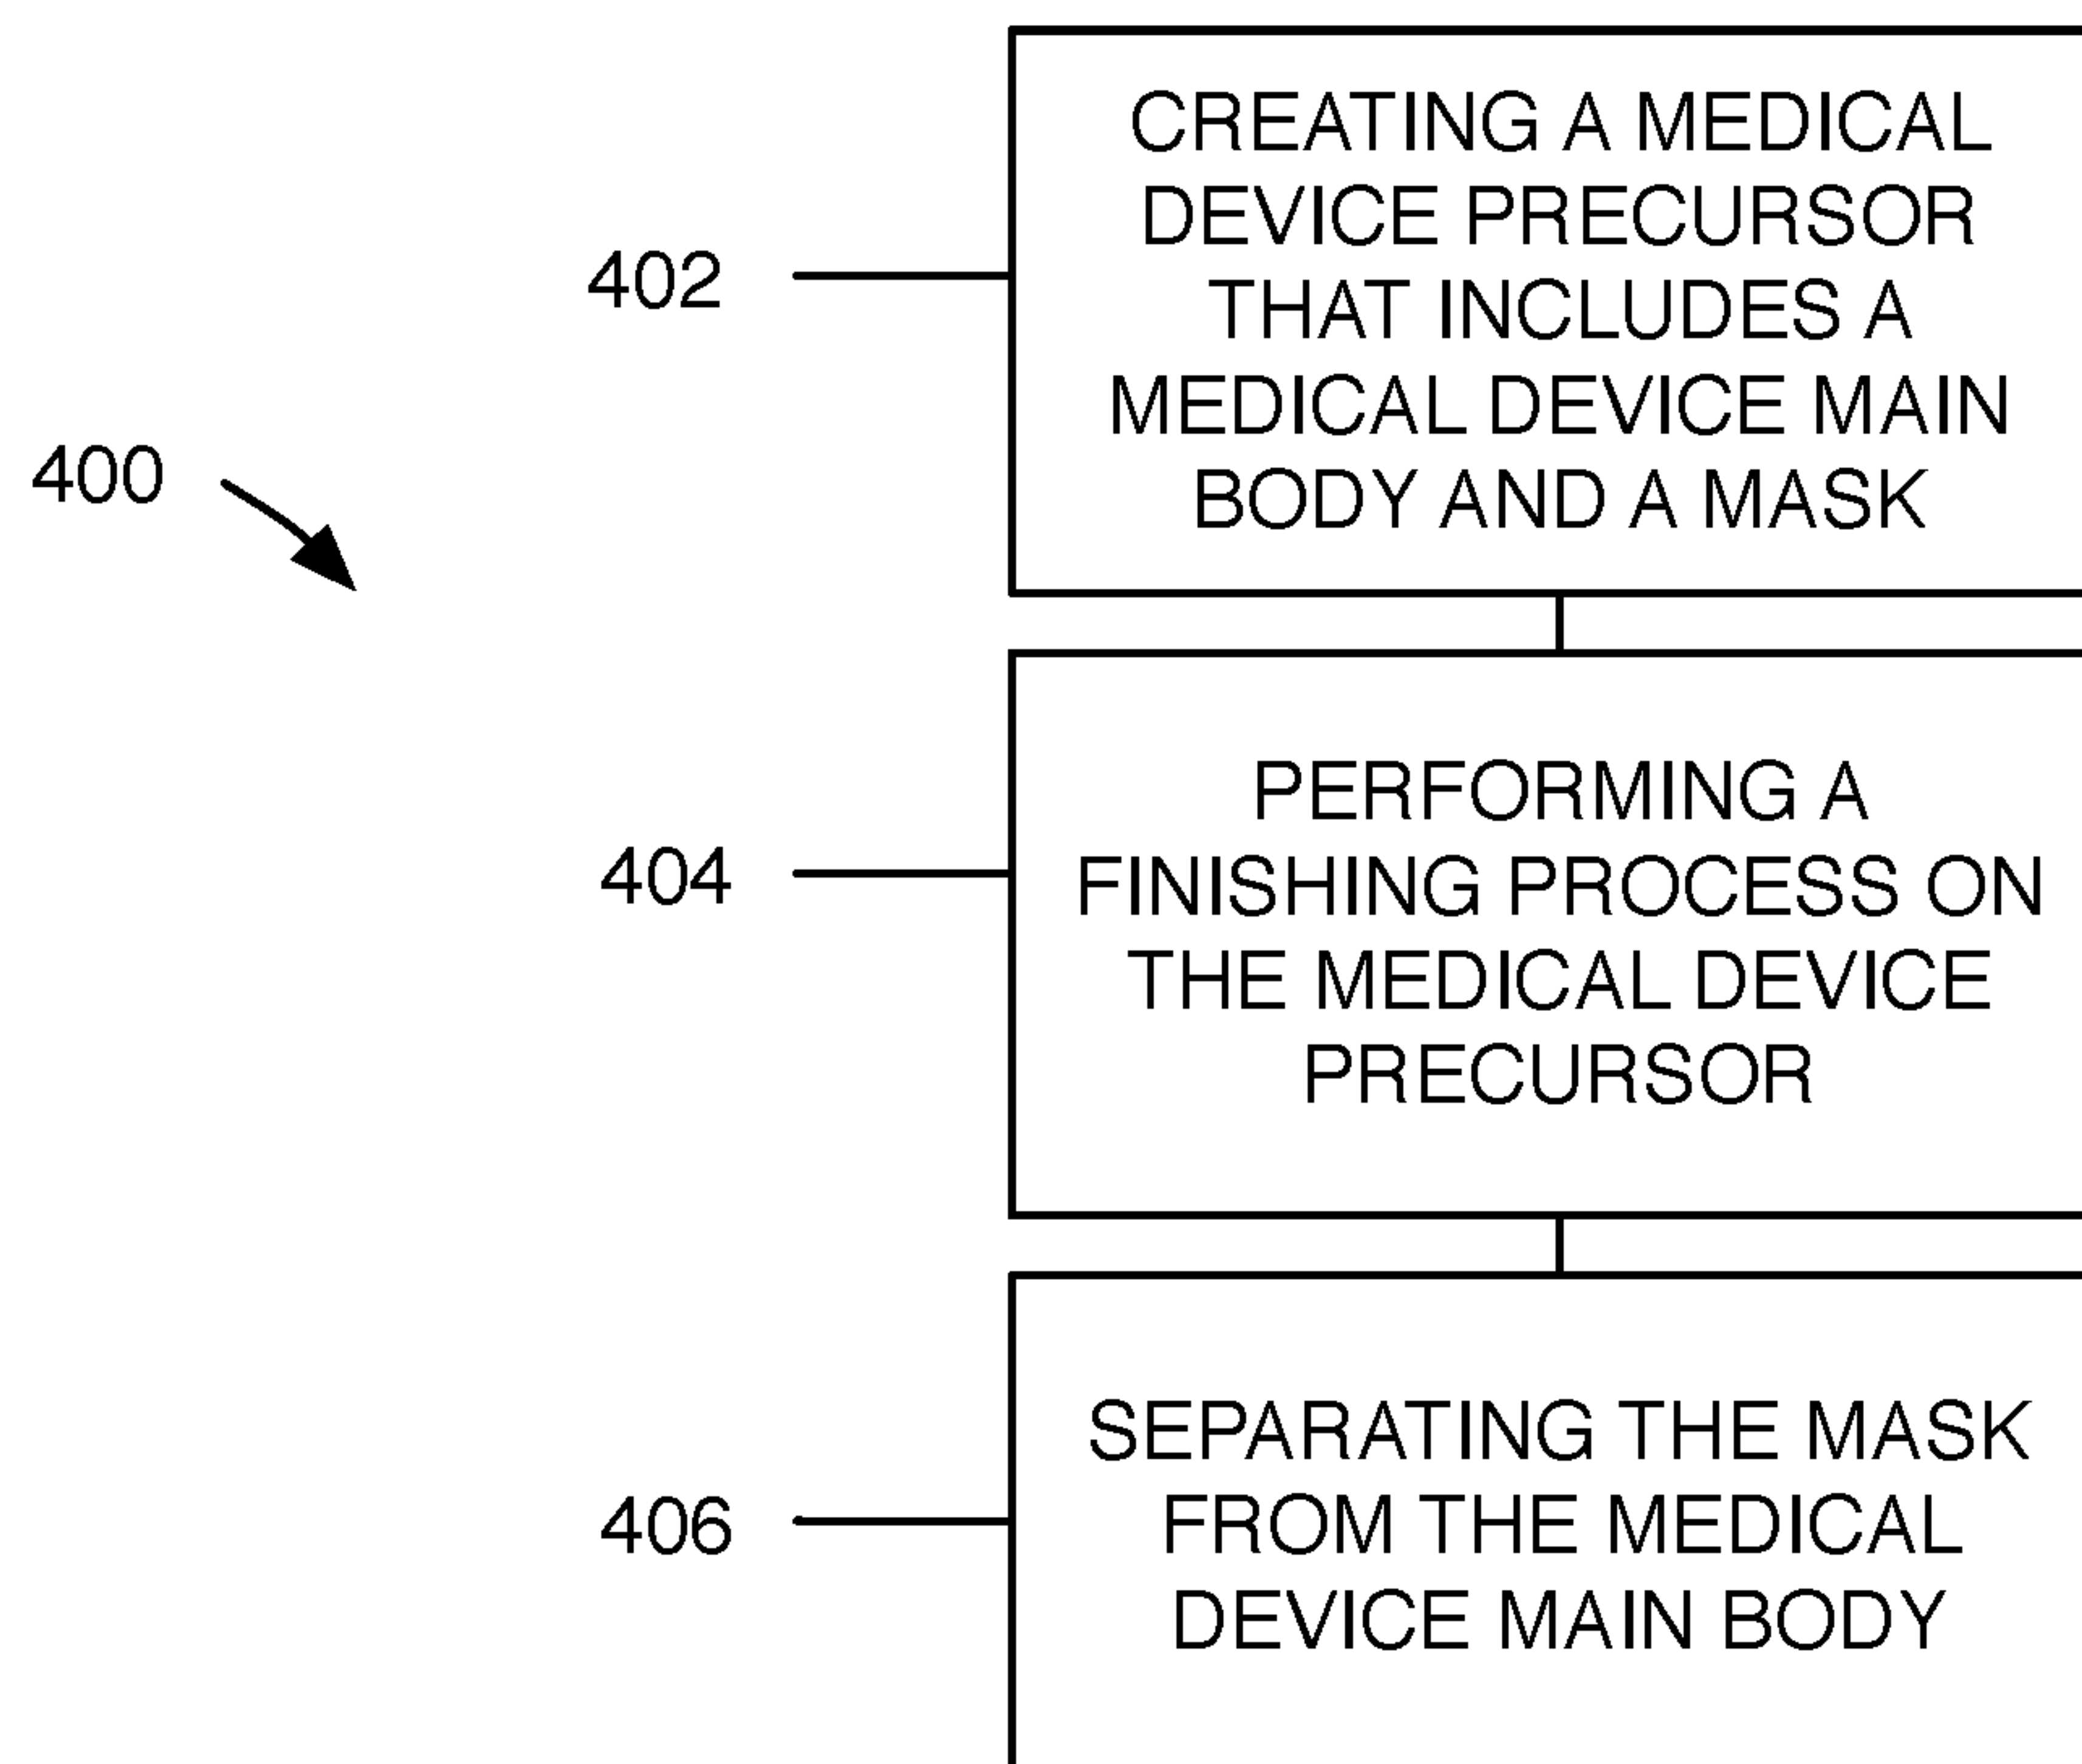 CREATING A MEDICAL
DEVICE PRECURSOR
THAT INCLUDES A
MEDICAL DEVICE MAIN
BODY AND A MASK
402
400
PERFORMING A
FINISHING PROCESS ON
THE MEDICAL DEVICE
PRECURSOR
404
SEPARATING THE MASK
FROM THE MEDICAL
DEVICE MAIN BODY
406